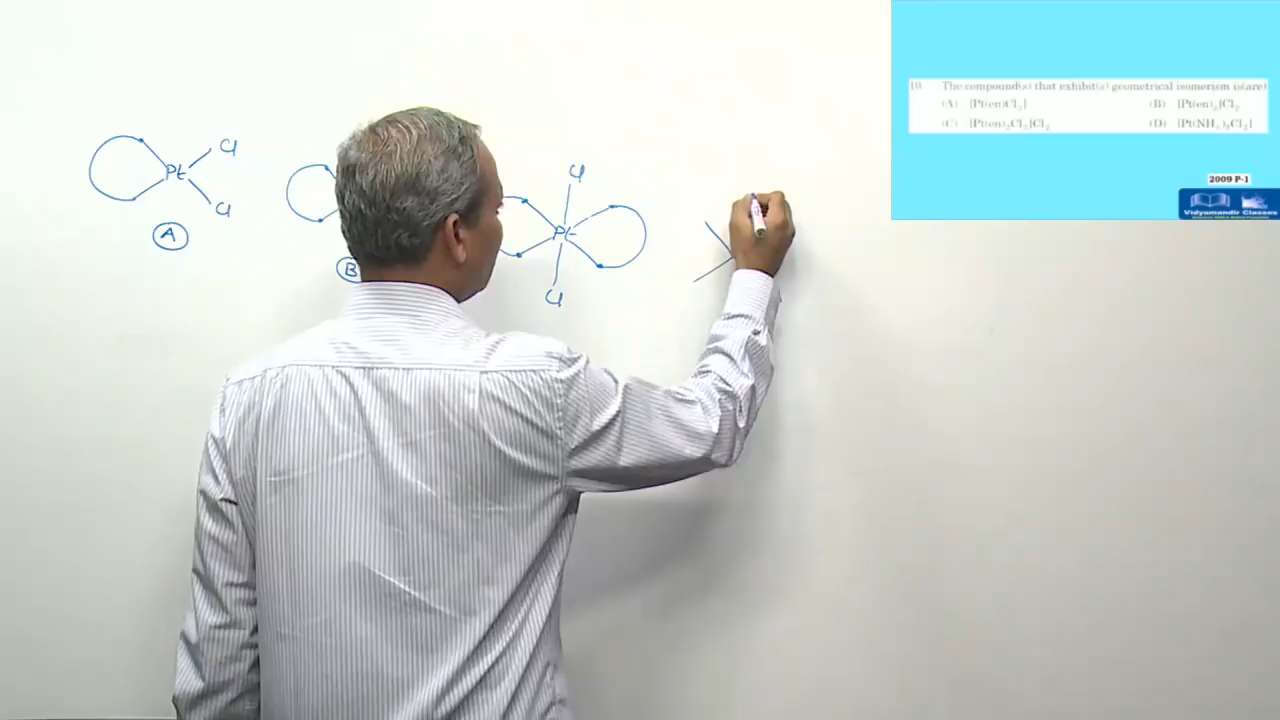 10. The compound(s) that exhibit(s) geometrical isomerism is(are)
(A) [Pt(en)Cl₂] (B) [Pt(en)₂]Cl₂
(C) [Pt(en)₂Cl₂]Cl₂ (D) [Pt(NH₃)₂Cl₂]
2009 P-1
Vidyamandir Classes
Cl
Pt
Cl
A
B
Cl
Pt
Cl